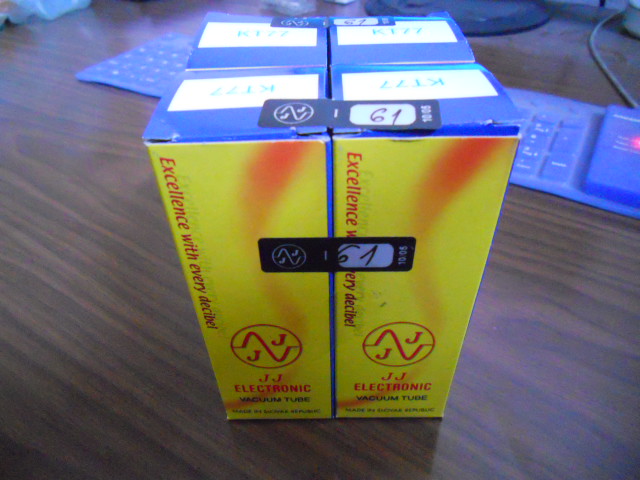 KT77
KT77
KT77
KT77
61
61
10/08
Excellence with every decibel
Excellence w
every decibel
61
10/08
JJ
ELECTRONIC
VACUUM TUBE
MADE IN SLOVAK REPUBLIC
JJ
ELECTRONIC
VACUUM TUBE
MADE IN SLOVAK REPUBLIC